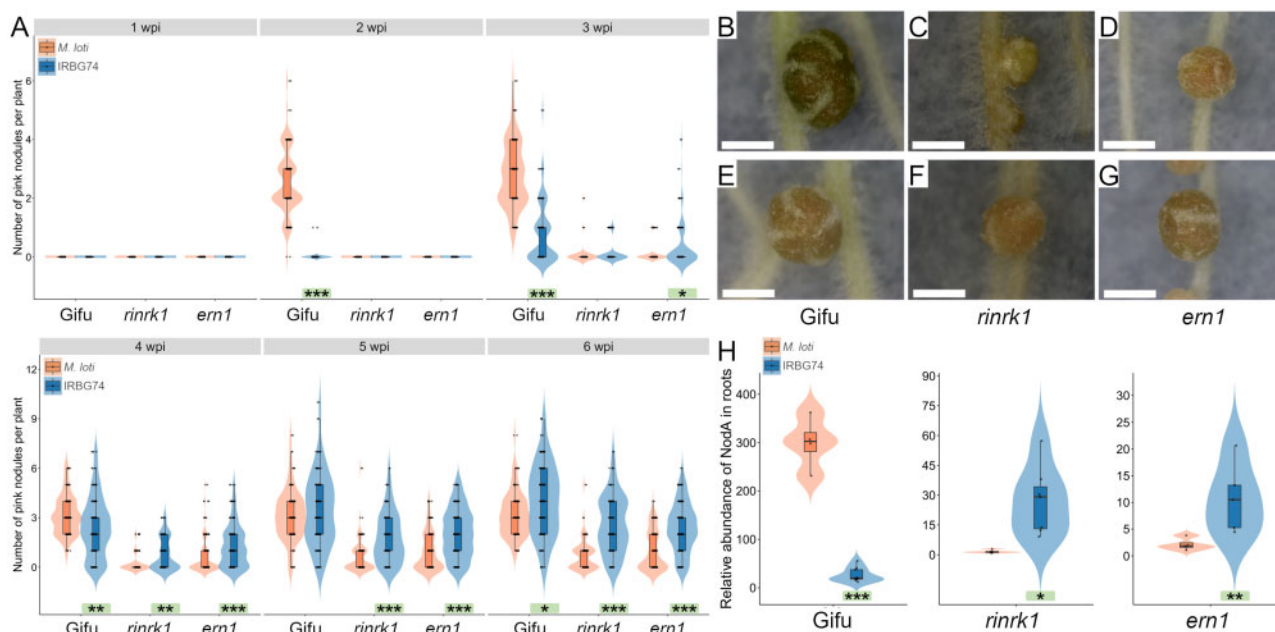 A
1 wpi
2 wpi
3 wpi
M. loti
IRBG74
Number of pink nodules per plant
6
4
2
0
***
***
*
Gifu
rinrk1
ern1
Gifu
rinrk1
ern1
Gifu
rinrk1
ern1
4 wpi
5 wpi
6 wpi
M. loti
IRBG74
Number of pink nodules per plant
12
9
6
3
0
**
**
***
***
***
*
***
***
Gifu
rinrk1
ern1
Gifu
rinrk1
ern1
Gifu
rinrk1
ern1
B
C
D
E
F
G
Gifu
rinrk1
ern1
H
M. loti
IRBG74
Relative abundance of NodA in roots
400
300
200
100
0
***
Gifu
90
75
60
45
30
15
0
*
rinrk1
30
25
20
15
10
5
0
**
ern1